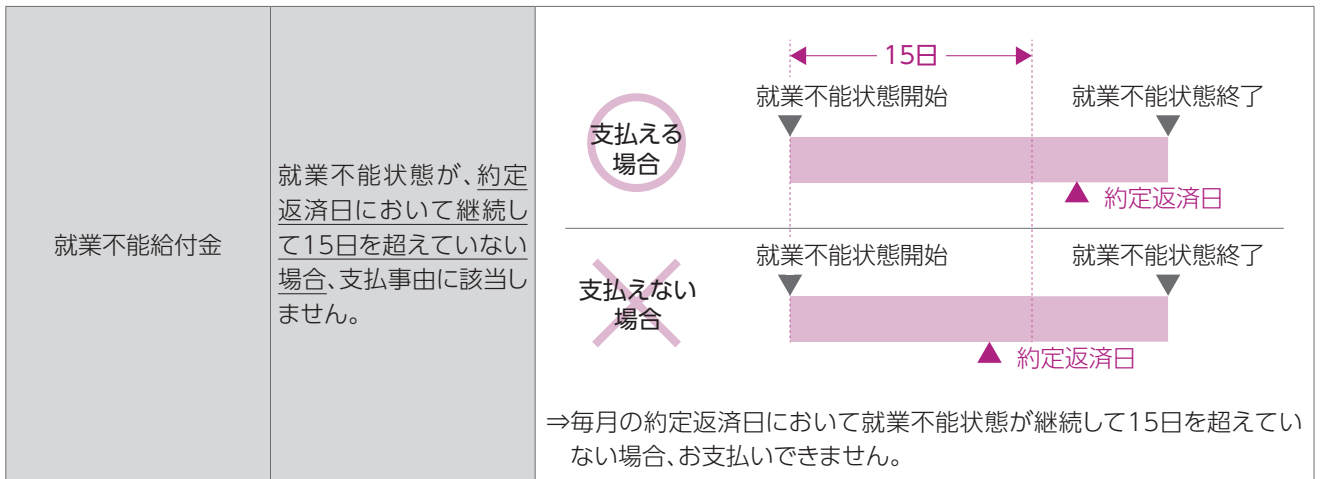 就業不能給付金
就業不能状態が、約定
返済日において継続し
て15日を超えていない
場合、支払事由に該当し
ません。
15日
就業不能状態開始
就業不能状態終了
支払える
場合
約定返済日
就業不能状態開始
就業不能状態終了
支払えない
場合
約定返済日
⇒毎月の約定返済日において就業不能状態が継続して15日を超えてい
ない場合、お支払いできません。